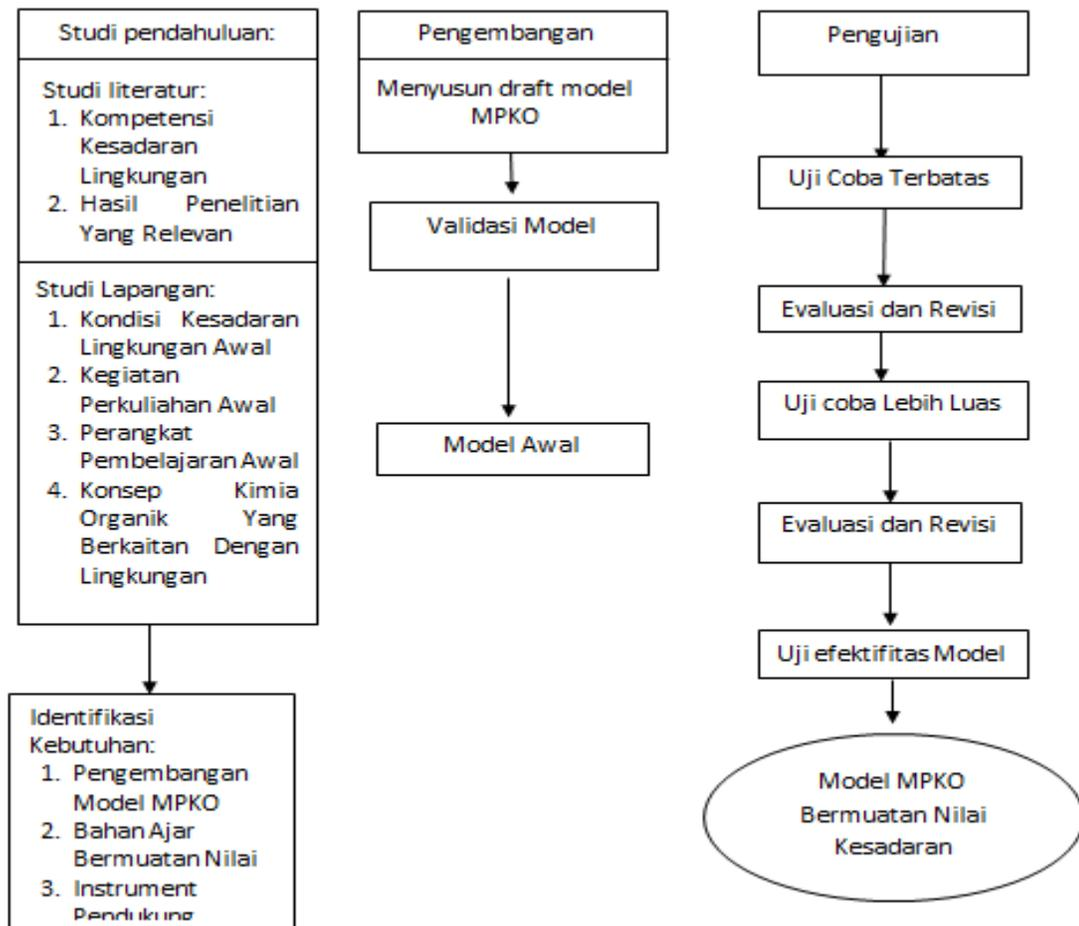 Studi pendahuluan:
Studi literatur:
1. Kompetensi
Kesadaran
Lingkungan
2. Hasil Penelitian
Yang Relevan
Studi Lapangan:
1. Kondisi Kesadaran
Lingkungan Awal
2. Kegiatan
Perkuliahan Awal
3. Perangkat
Pembelajaran Awal
4. Konsep Kimia
Organik Yang
Berkaitan Dengan
Lingkungan
Identifikasi
Kebutuhan:
1. Pengembangan
Model MPKO
2. Bahan Ajar
Bermuatan Nilai
3. Instrument
Pendukung
Pengembangan
Menyusun draft model
MPKO
Validasi Model
Model Awal
Pengujian
Uji Coba Terbatas
Evaluasi dan Revisi
Uji coba Lebih Luas
Evaluasi dan Revisi
Uji efektifitas Model
Model MPKO
Bermuatan Nilai
Kesadaran